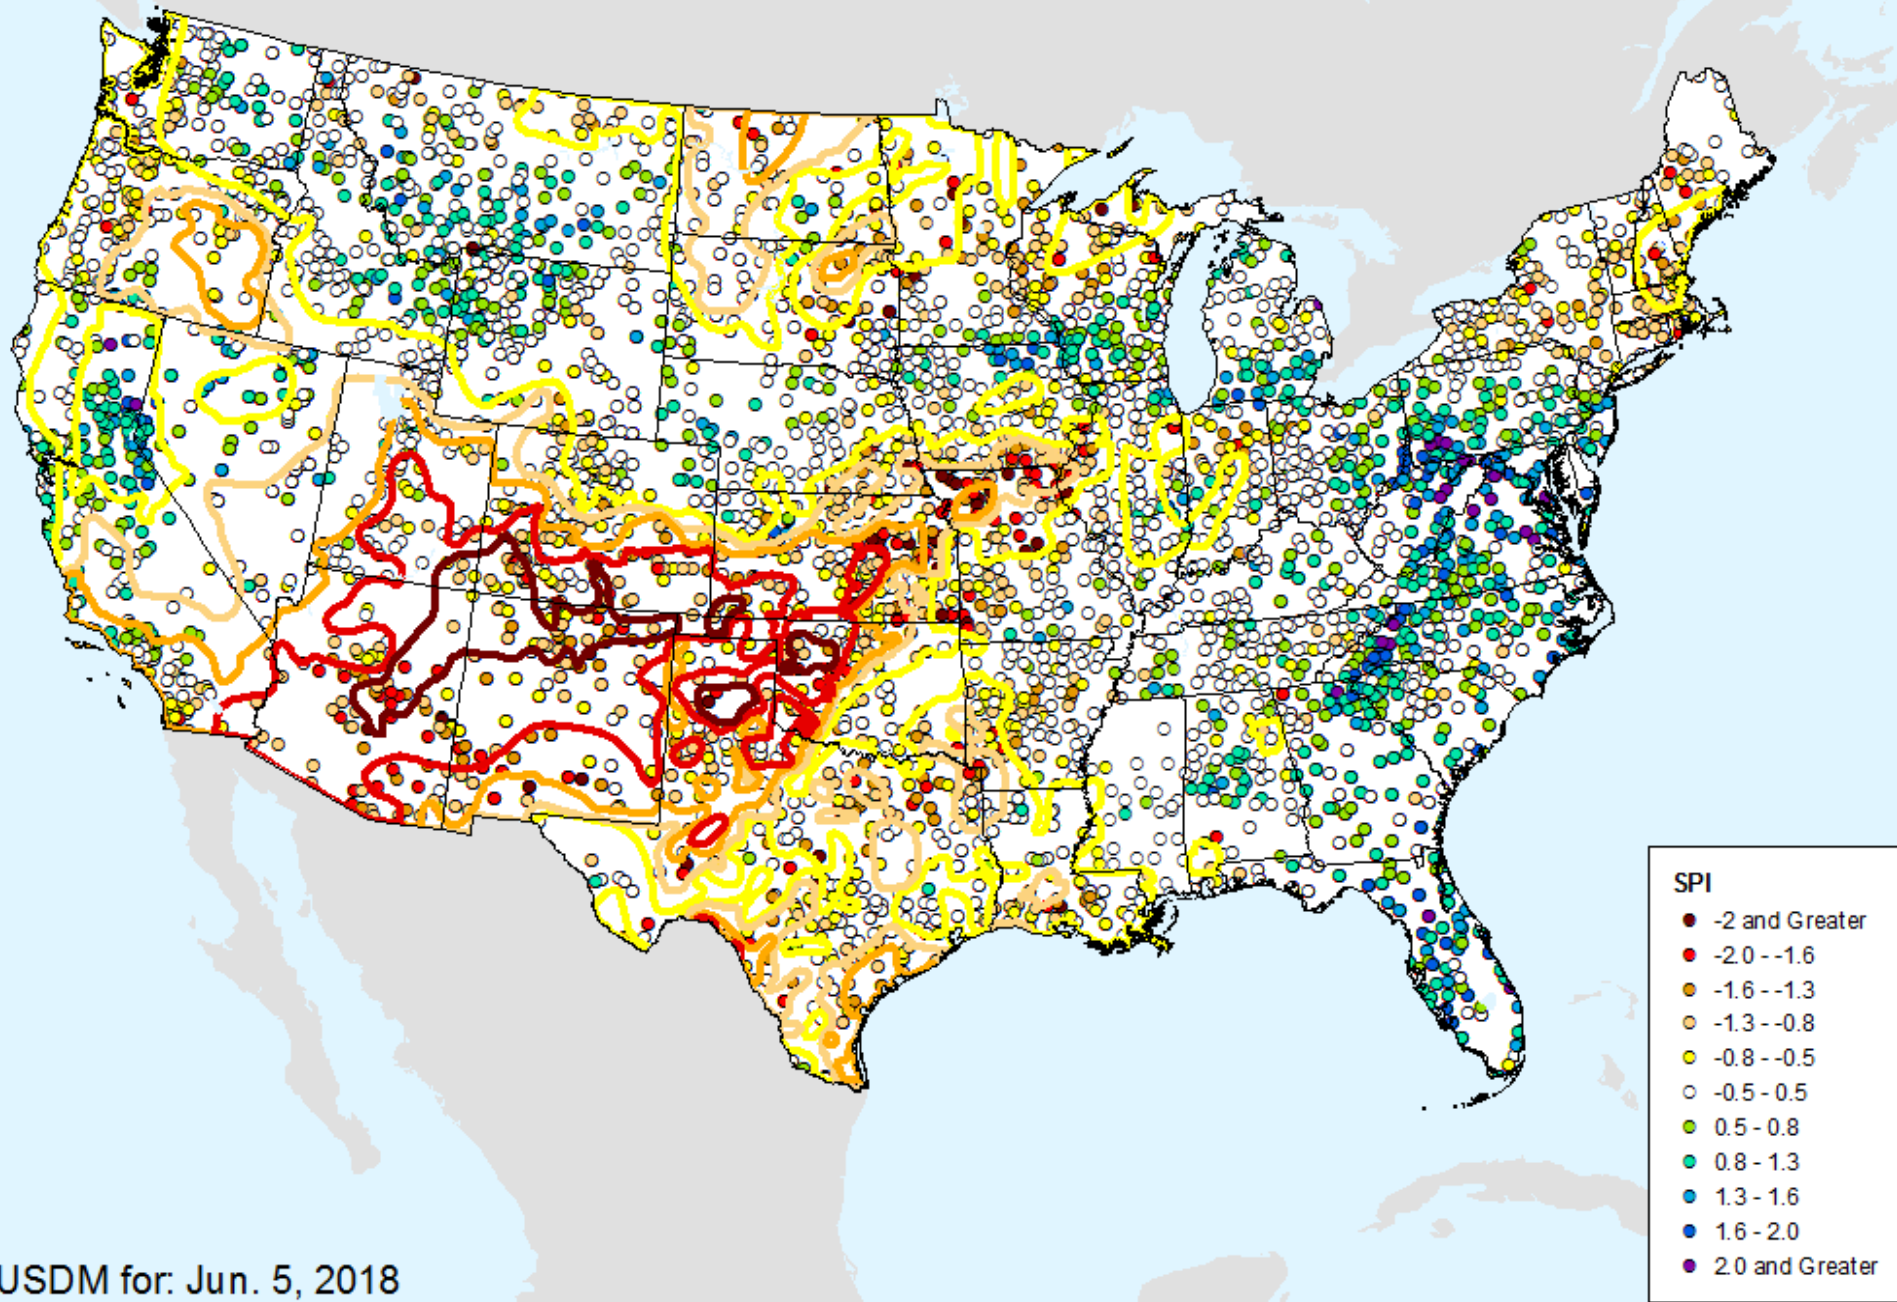 SPI
-2 and Greater
-2.0 - -1.6
-1.6 - -1.3
-1.3 - -0.8
-0.8 - -0.5
-0.5 - 0.5
0.5 - 0.8
0.8 - 1.3
1.3 - 1.6
1.6 - 2.0
2.0 and Greater
USDM for: Jun. 5, 2018